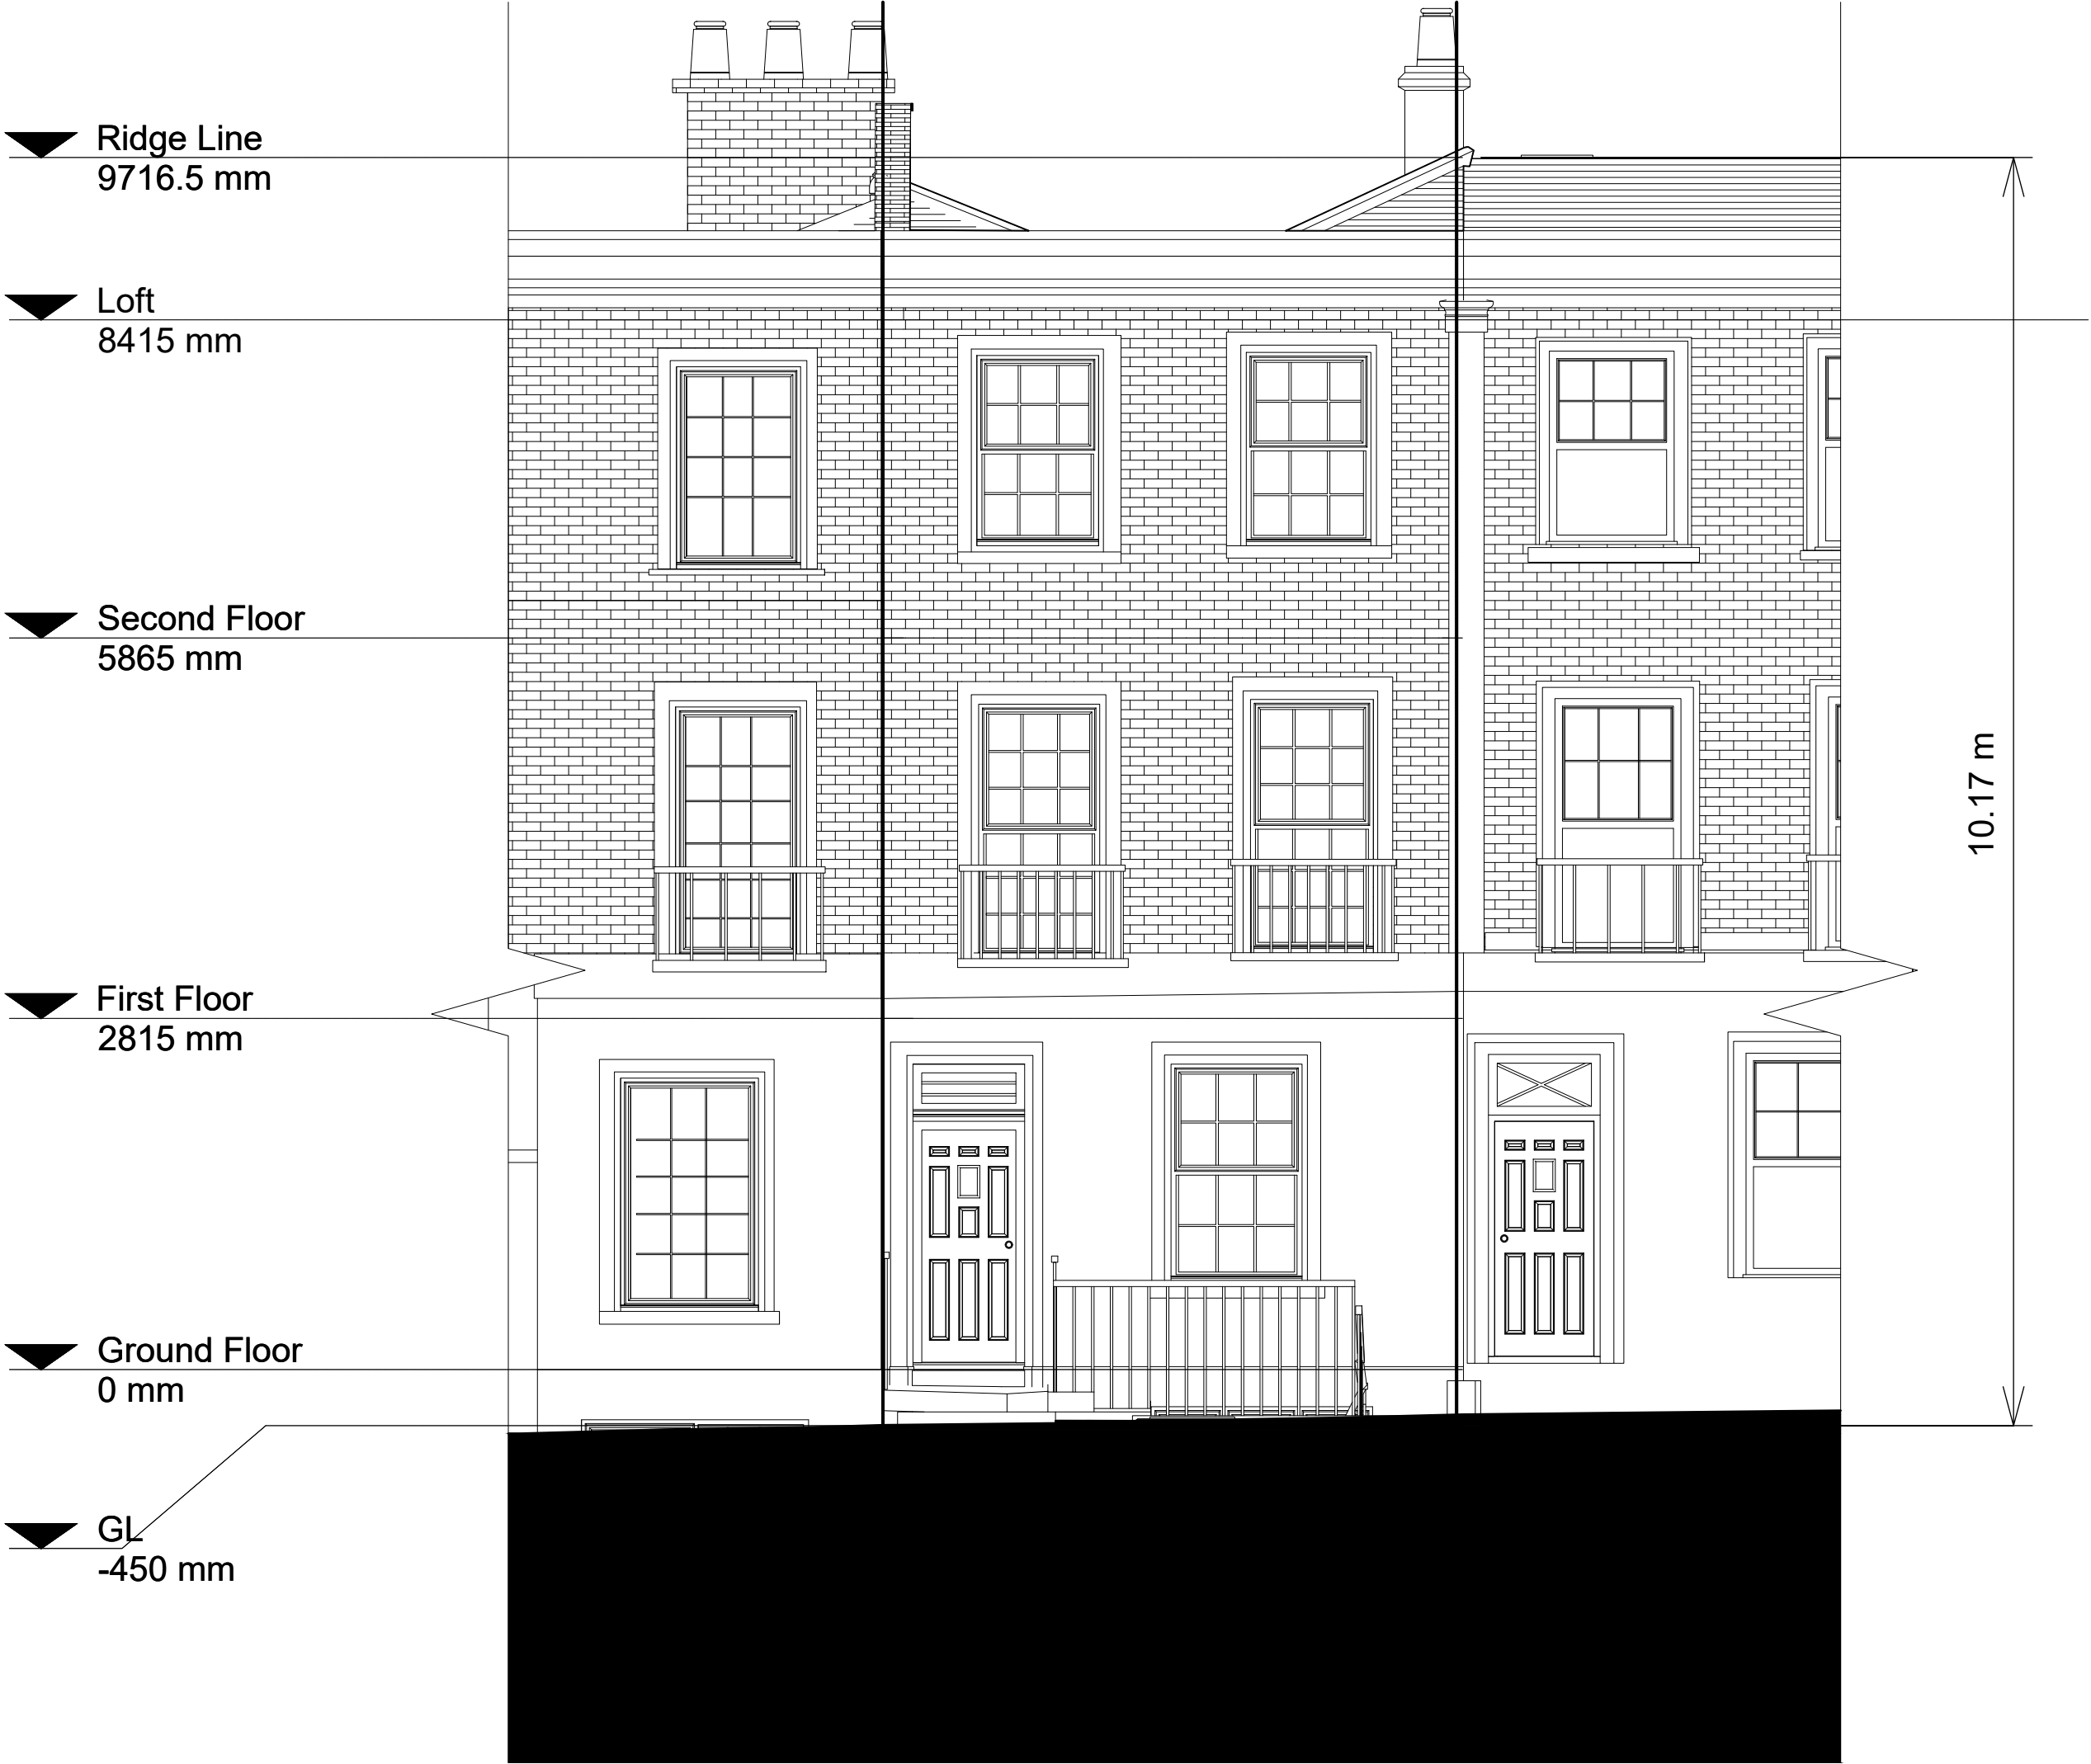 Ridge Line
9716.5 mm
Loft
8415 mm
Second Floor
5865 mm
10.17 m
First Floor
2815 mm
Ground Floor
0 mm
GL
-450 mm